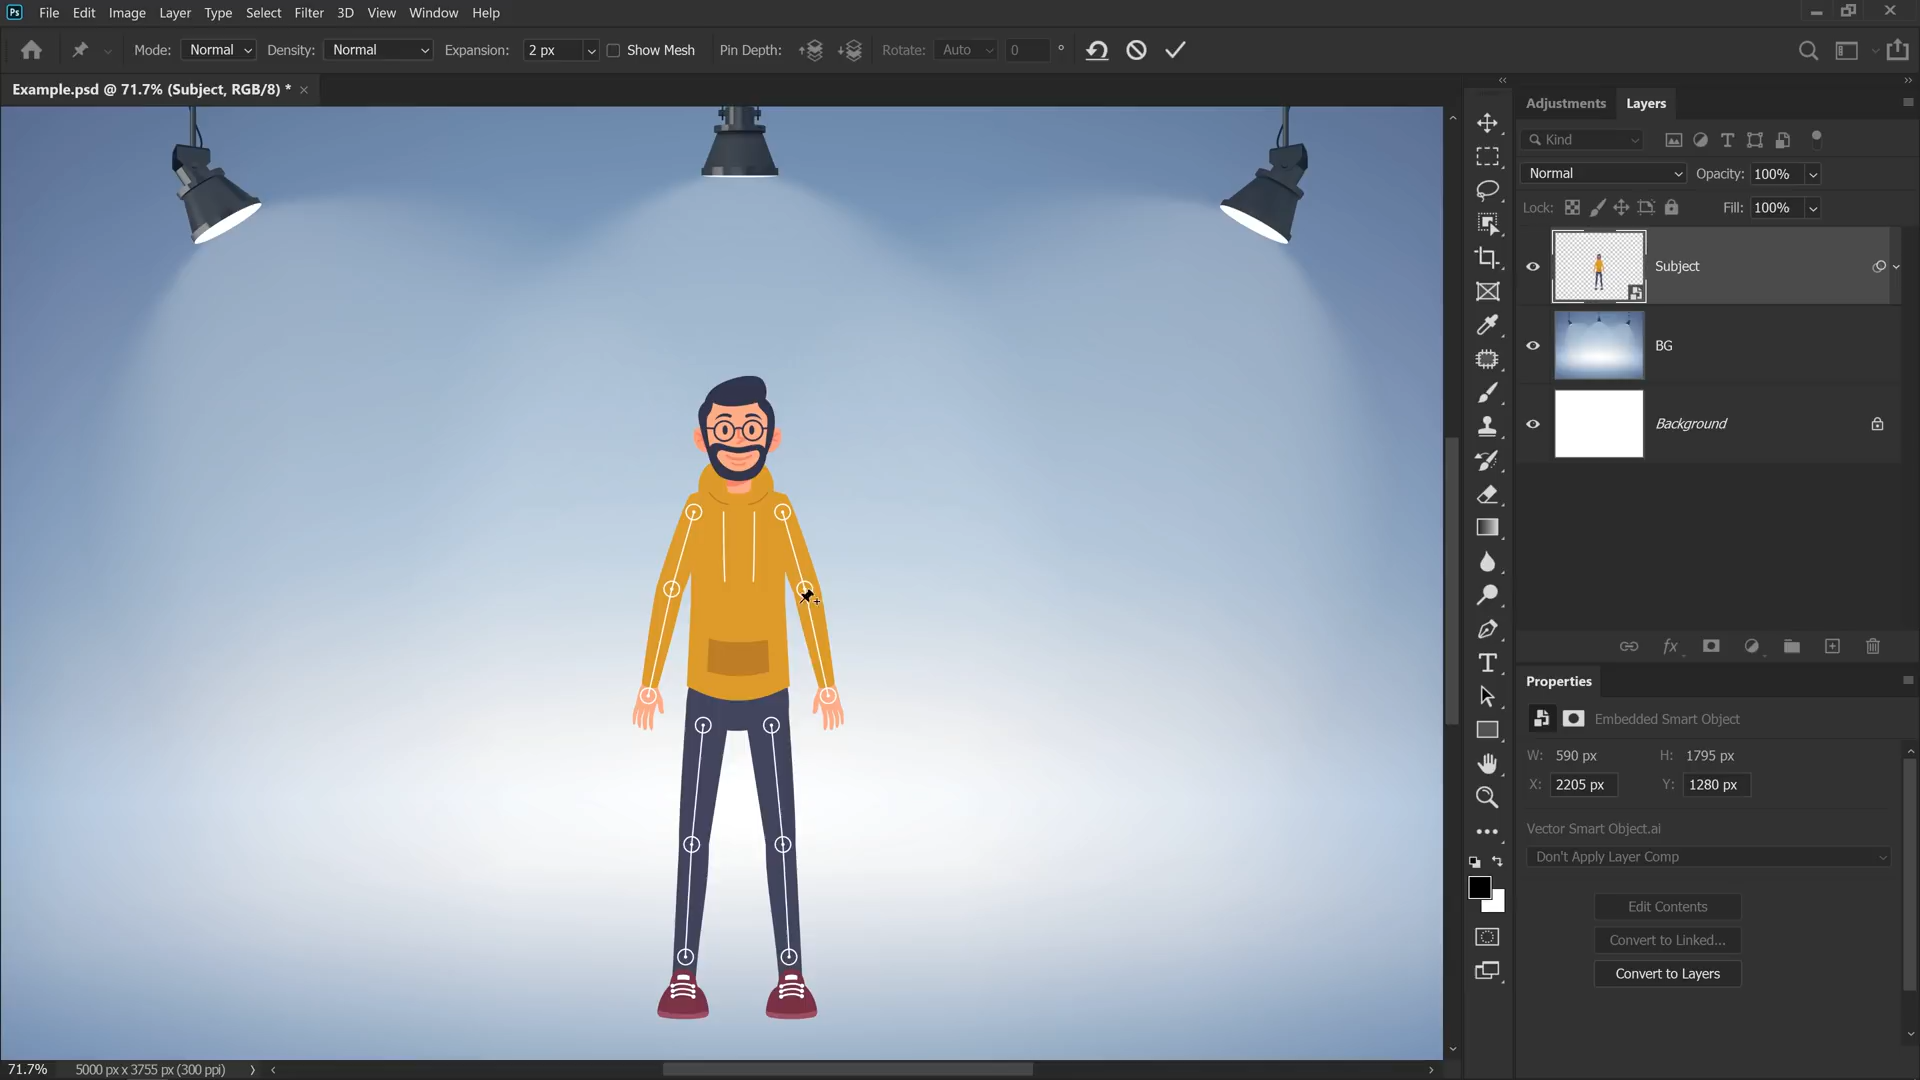 Ps File Edit Image Layer Type Select Filter 3D View Window Help
Mode: Normal Density: Normal Expansion: 2 px Show Mesh Pin Depth: Rotate: Auto 0 °
Example.psd @ 71.7% (Subject, RGB/8) *
Adjustments Layers
Kind
Normal Opacity: 100%
Lock: Fill: 100%
Subject
BG
Background
fx
Properties
Embedded Smart Object
W: 590 px H: 1795 px
X: 2205 px Y: 1280 px
Vector Smart Object.ai
Don't Apply Layer Comp
Edit Contents
Convert to Linked...
Convert to Layers
71.7% 5000 px x 3755 px (300 ppi)